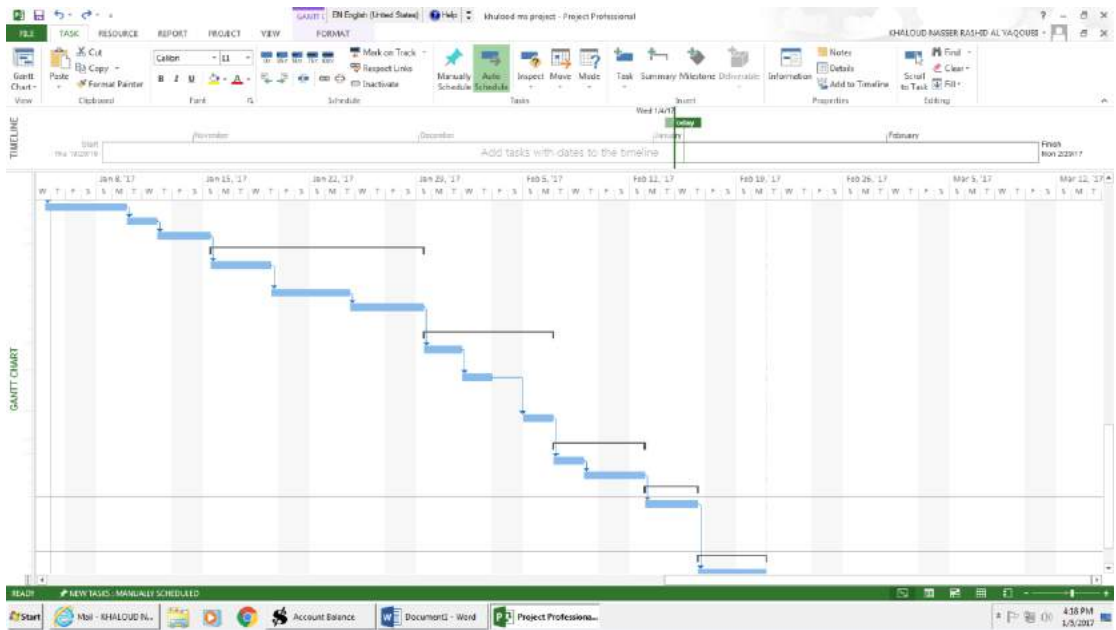 GANTT C EN English (United States) Help khulood ms project - Project Professional
FILE TASK RESOURCE REPORT PROJECT VIEW FORMAT KHALOUD NASSER RASHID AL YAQOUBI
Gantt Chart
View
Paste
Cut
Copy
Format Painter
Clipboard
Calibri 11
B I U
Font
Mark on Track
Respect Links
Inactivate
Schedule
Manually Schedule
Auto Schedule
Inspect Move Mode
Tasks
Task Summary Milestone Deliverable
Insert
Information
Notes
Details
Add to Timeline
Properties
Scroll to Task
Find
Clear
Fill
Editing
TIMELINE
Wed 1/4/17
Today
November December January February
Start
Add tasks with dates to the timeline
Finish
Mon 2/20/17
GANTT CHART
Jan 8, '17 Jan 15, '17 Jan 22, '17 Jan 29, '17 Feb 5, '17 Feb 12, '17 Feb 19, '17 Feb 26, '17 Mar 5, '17 Mar 12, '17
W T F S S M T W T F S S M T W T F S S M T W T F S S M T W T F S S M T W T F S S M T W T F S S M T W T F S S M T W T F S S M T W T F S S M T
READY NEW TASKS : MANUALLY SCHEDULED
Start Mail - KHALOUD N... Account Balance Document1 - Word Project Professiona...
4:18 PM
1/5/2017